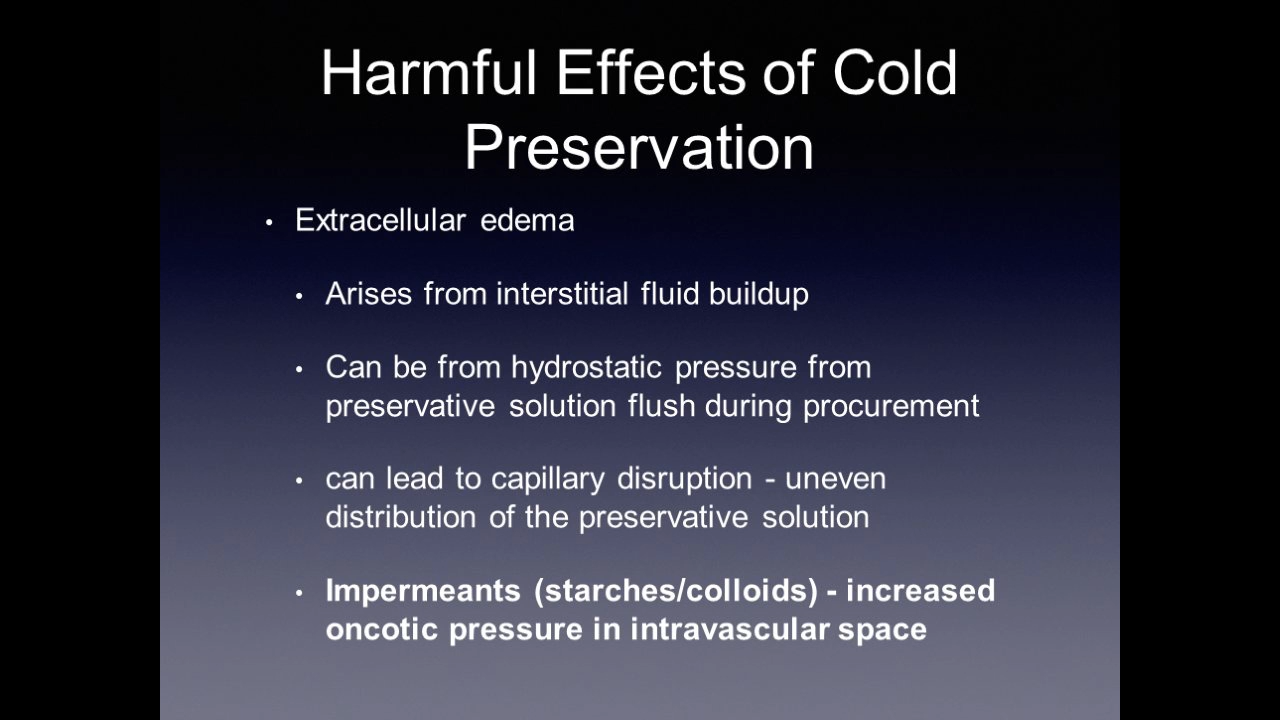 Harmful Effects of Cold
Preservation
• Extracellular edema
• Arises from interstitial fluid buildup
• Can be from hydrostatic pressure from
preservative solution flush during procurement
• can lead to capillary disruption - uneven
distribution of the preservative solution
• Impermeants (starches/colloids) - increased
oncotic pressure in intravascular space